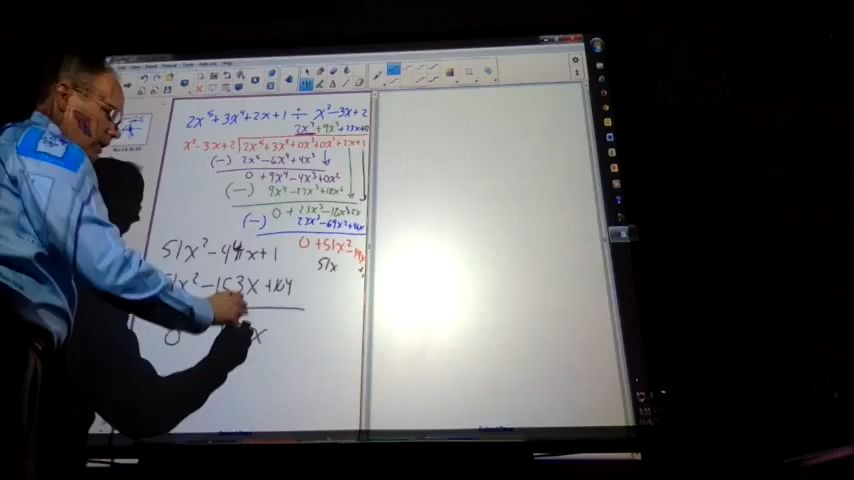 2x⁵+3x⁴+2x+1 ÷ x²-3x+2
2x³+9x²+23x+
x²-3x+2 2x⁵+3x⁴+0x³+0x²+2x+1
(-) 2x⁵-6x⁴+4x³
0 +9x⁴-4x³+0x²
(-) 9x⁴-27x³+18x²
0 +23x³-18x²+2x
(-) 23x³-69x²+46x
0 +51x²-44x
51x
51x²-44x+1
51x²-153x+104
0 x